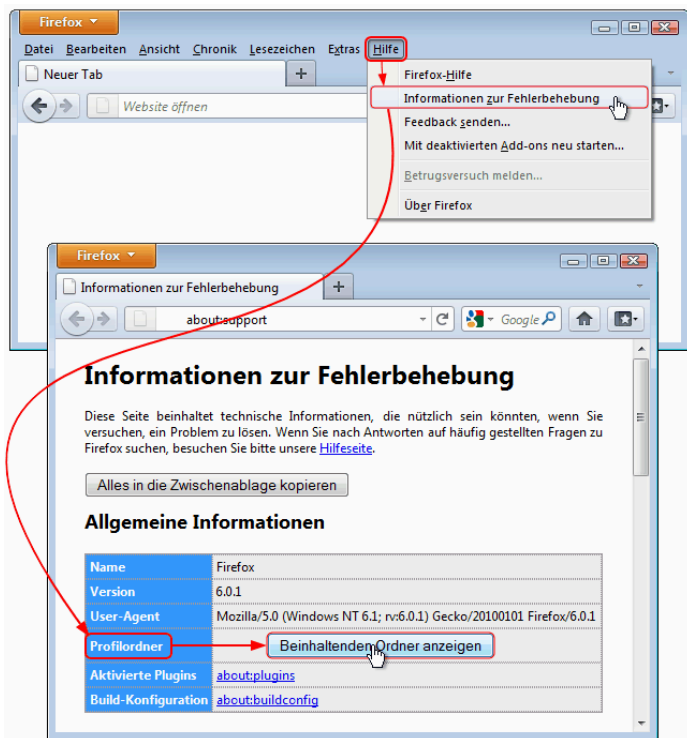 Firefox
Datei Bearbeiten Ansicht Chronik Lesezeichen Extras Hilfe
Neuer Tab
Website öffnen
Firefox-Hilfe
Informationen zur Fehlerbehebung
Feedback senden...
Mit deaktivierten Add-ons neu starten...
Betrugsversuch melden...
Über Firefox
Firefox
Informationen zur Fehlerbehebung
about:support
Google
Informationen zur Fehlerbehebung
Diese Seite beinhaltet technische Informationen, die nützlich sein könnten, wenn Sie
versuchen, ein Problem zu lösen. Wenn Sie nach Antworten auf häufig gestellten Fragen zu
Firefox suchen, besuchen Sie bitte unsere Hilfeseite.
Alles in die Zwischenablage kopieren
Allgemeine Informationen
Name Firefox
Version 6.0.1
User-Agent Mozilla/5.0 (Windows NT 6.1; rv:6.0.1) Gecko/20100101 Firefox/6.0.1
Profilordner Beinhaltenden Ordner anzeigen
Aktivierte Plugins about:plugins
Build-Konfiguration about:buildconfig